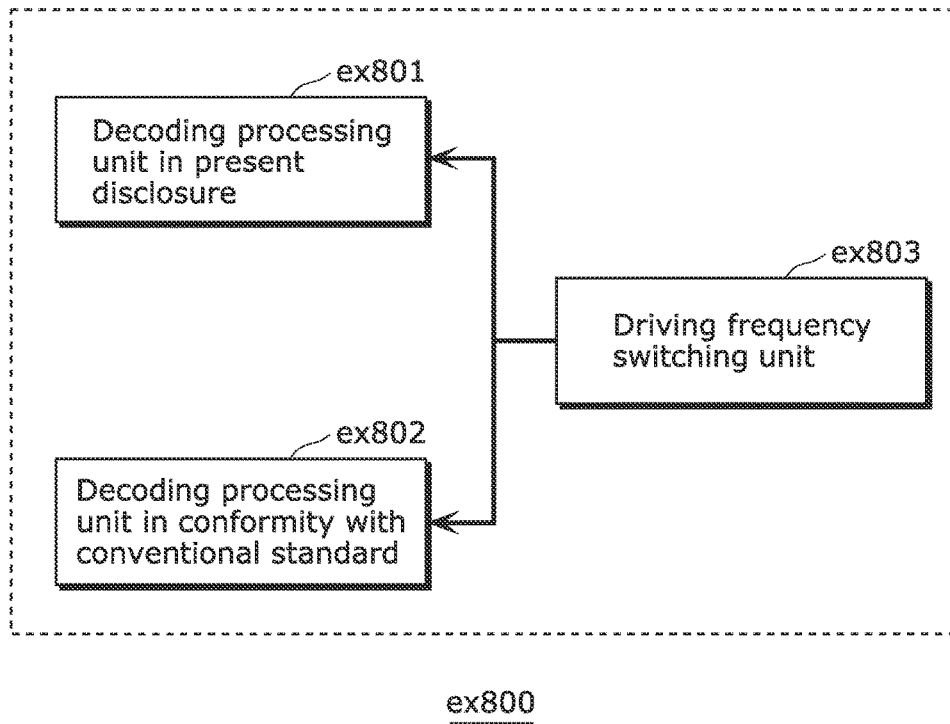 ex801
Decoding processing
unit in present
disclosure
ex803
Driving frequency
switching unit
ex802
Decoding processing
unit in conformity with
conventional standard
ex800